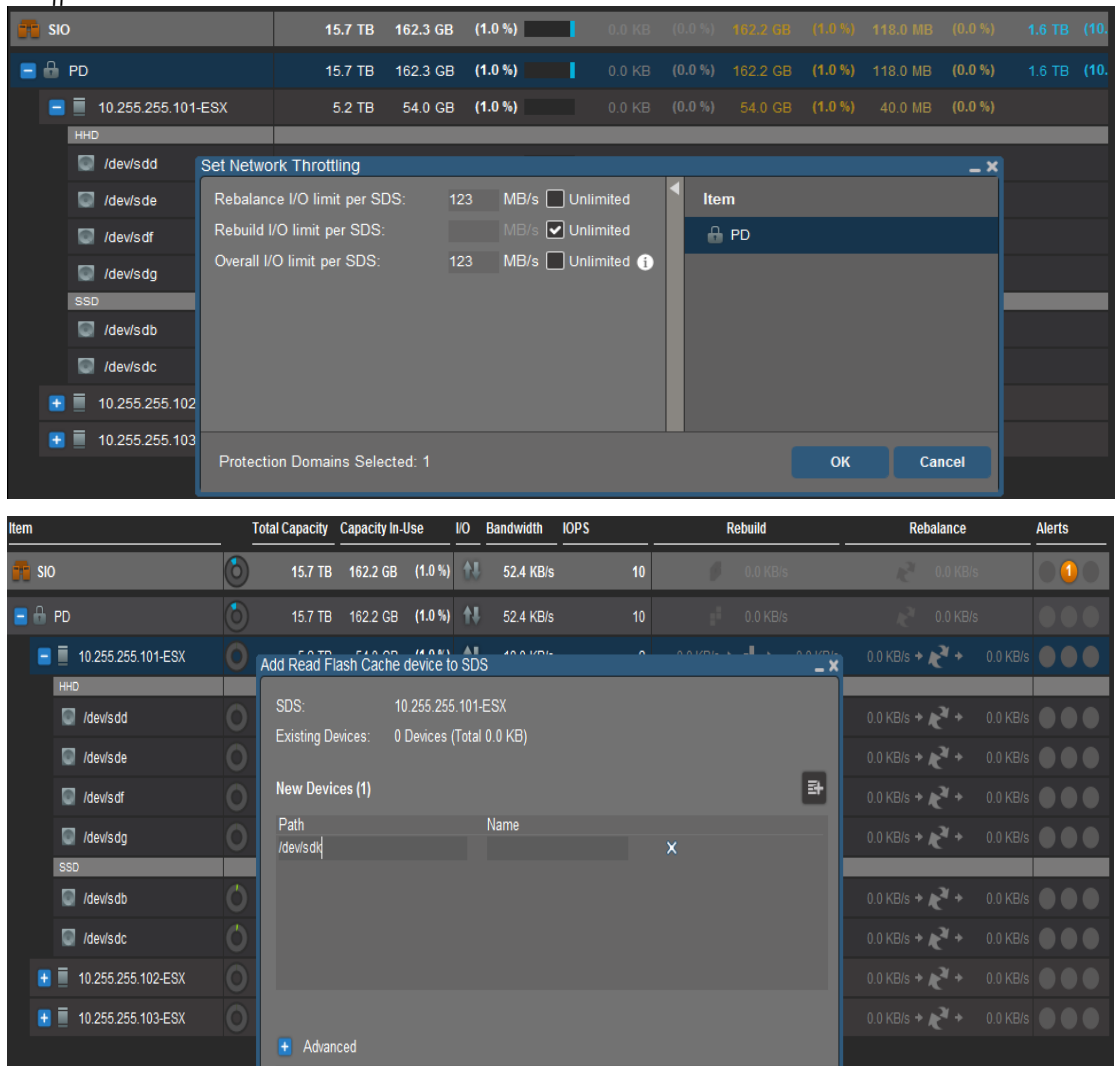 SIO 15.7 TB 162.3 GB (1.0 %) 0.0 KB (0.0 %) 162.2 GB (1.0 %) 118.0 MB (0.0 %) 1.6 TB (10.
PD 15.7 TB 162.3 GB (1.0 %) 0.0 KB (0.0 %) 162.2 GB (1.0 %) 118.0 MB (0.0 %) 1.6 TB (10.
10.255.255.101-ESX 5.2 TB 54.0 GB (1.0 %) 0.0 KB (0.0 %) 54.0 GB (1.0 %) 40.0 MB (0.0 %)
HHD
/dev/sdd
Set Network Throttling
/dev/sde
Rebalance I/O limit per SDS: 123 MB/s Unlimited
Item
/dev/sdf
Rebuild I/O limit per SDS: MB/s Unlimited
PD
Overall I/O limit per SDS: 123 MB/s Unlimited
/dev/sdg
SSD
/dev/sdb
/dev/sdc
10.255.255.102
10.255.255.103
Protection Domains Selected: 1
OK Cancel
Item Total Capacity Capacity In-Use I/O Bandwidth IOPS Rebuild Rebalance Alerts
SIO 15.7 TB 162.2 GB (1.0 %) 52.4 KB/s 10 0.0 KB/s 0.0 KB/s 1
PD 15.7 TB 162.2 GB (1.0 %) 52.4 KB/s 10 0.0 KB/s 0.0 KB/s
10.255.255.101-ESX 0.0 KB/s 0.0 KB/s
Add Read Flash Cache device to SDS
HHD
SDS: 10.255.255.101-ESX
/dev/sdd 0.0 KB/s 0.0 KB/s
Existing Devices: 0 Devices (Total 0.0 KB)
/dev/sde 0.0 KB/s 0.0 KB/s
New Devices (1)
/dev/sdf 0.0 KB/s 0.0 KB/s
Path Name
/dev/sdg 0.0 KB/s 0.0 KB/s
/dev/sdk X
SSD
/dev/sdb 0.0 KB/s 0.0 KB/s
/dev/sdc 0.0 KB/s 0.0 KB/s
10.255.255.102-ESX 0.0 KB/s 0.0 KB/s
10.255.255.103-ESX 0.0 KB/s 0.0 KB/s
Advanced